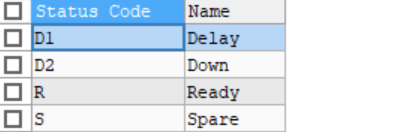 Status Code Name
D1 Delay
D2 Down
R Ready
S Spare